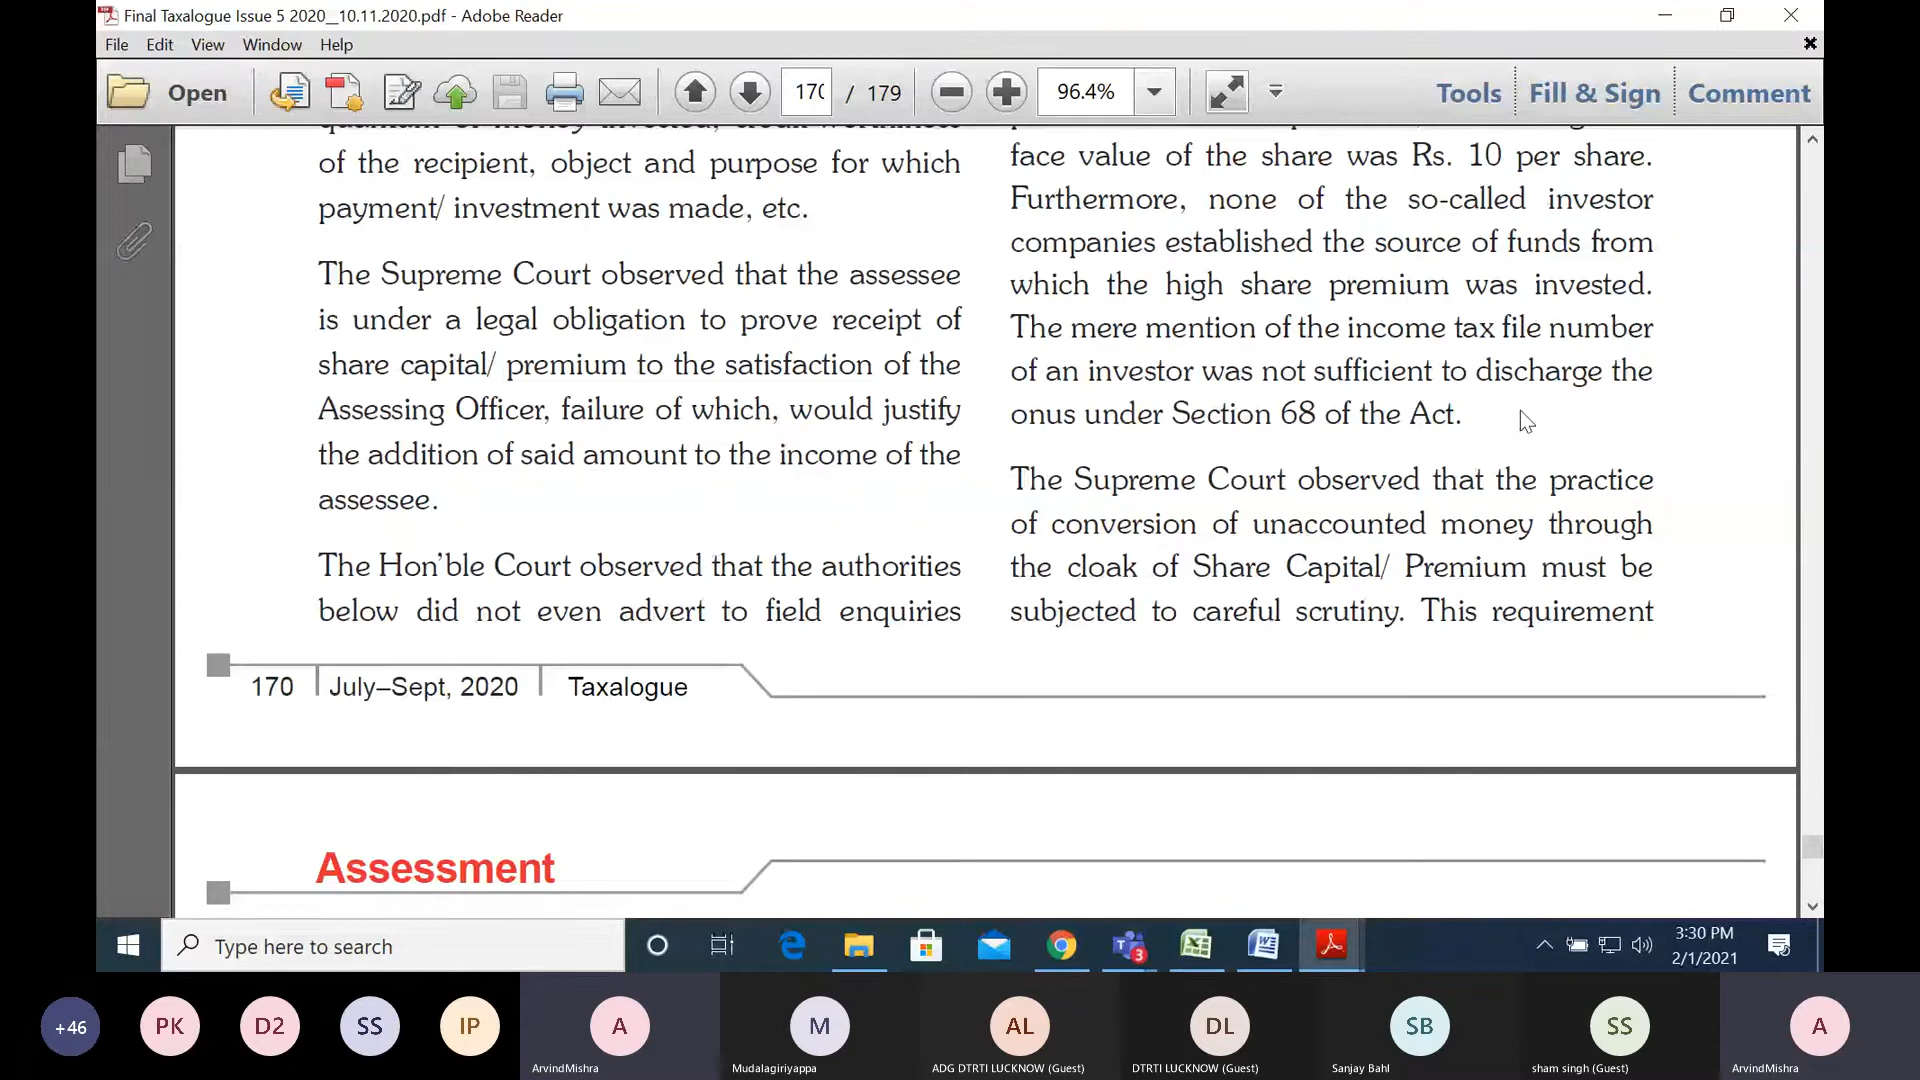 Final Taxalogue Issue 5 2020__10.11.2020.pdf - Adobe Reader
File Edit View Window Help
Open 170 / 179 96.4% Tools Fill & Sign Comment
of the recipient, object and purpose for which
payment/ investment was made, etc.
The Supreme Court observed that the assessee
is under a legal obligation to prove receipt of
share capital/ premium to the satisfaction of the
Assessing Officer, failure of which, would justify
the addition of said amount to the income of the
assessee.
The Hon’ble Court observed that the authorities
below did not even advert to field enquiries
face value of the share was Rs. 10 per share.
Furthermore, none of the so-called investor
companies established the source of funds from
which the high share premium was invested.
The mere mention of the income tax file number
of an investor was not sufficient to discharge the
onus under Section 68 of the Act.
The Supreme Court observed that the practice
of conversion of unaccounted money through
the cloak of Share Capital/ Premium must be
subjected to careful scrutiny. This requirement
170 July–Sept, 2020 Taxalogue
Assessment
Type here to search
3
3:30 PM
2/1/2021
+46 PK D2 SS IP A M AL DL SB SS A
ArvindMishra Mudalagiriyappa ADG DTRTI LUCKNOW (Guest) DTRTI LUCKNOW (Guest) Sanjay Bahl sham singh (Guest) ArvindMishra